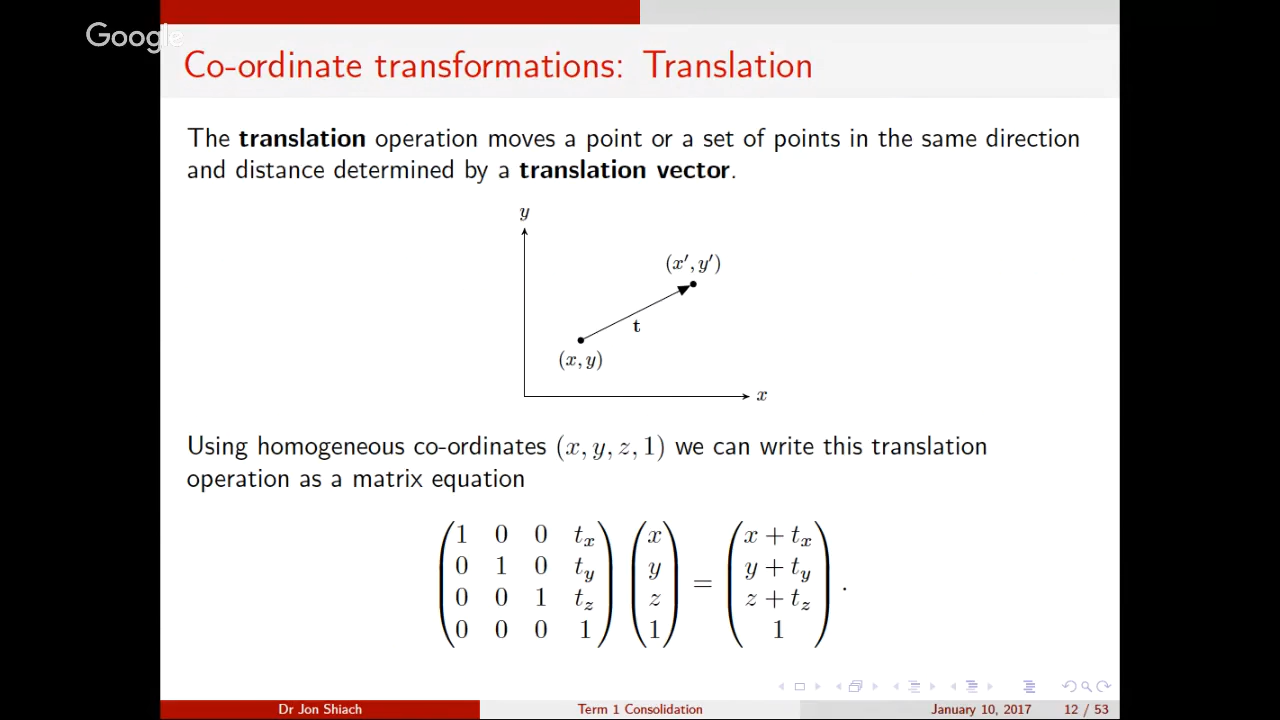 Google
Co-ordinate transformations: Translation
The translation operation moves a point or a set of points in the same direction
and distance determined by a translation vector.
y
(x′, y′)
t
(x, y)
x
Using homogeneous co-ordinates (x, y, z, 1) we can write this translation
operation as a matrix equation
1 0 0 tₓ x x + tₓ
0 1 0 t_y y y + t_y
0 0 1 t_z z = z + t_z .
0 0 0 1 1 1
Dr Jon Shiach Term 1 Consolidation January 10, 2017 12 / 53